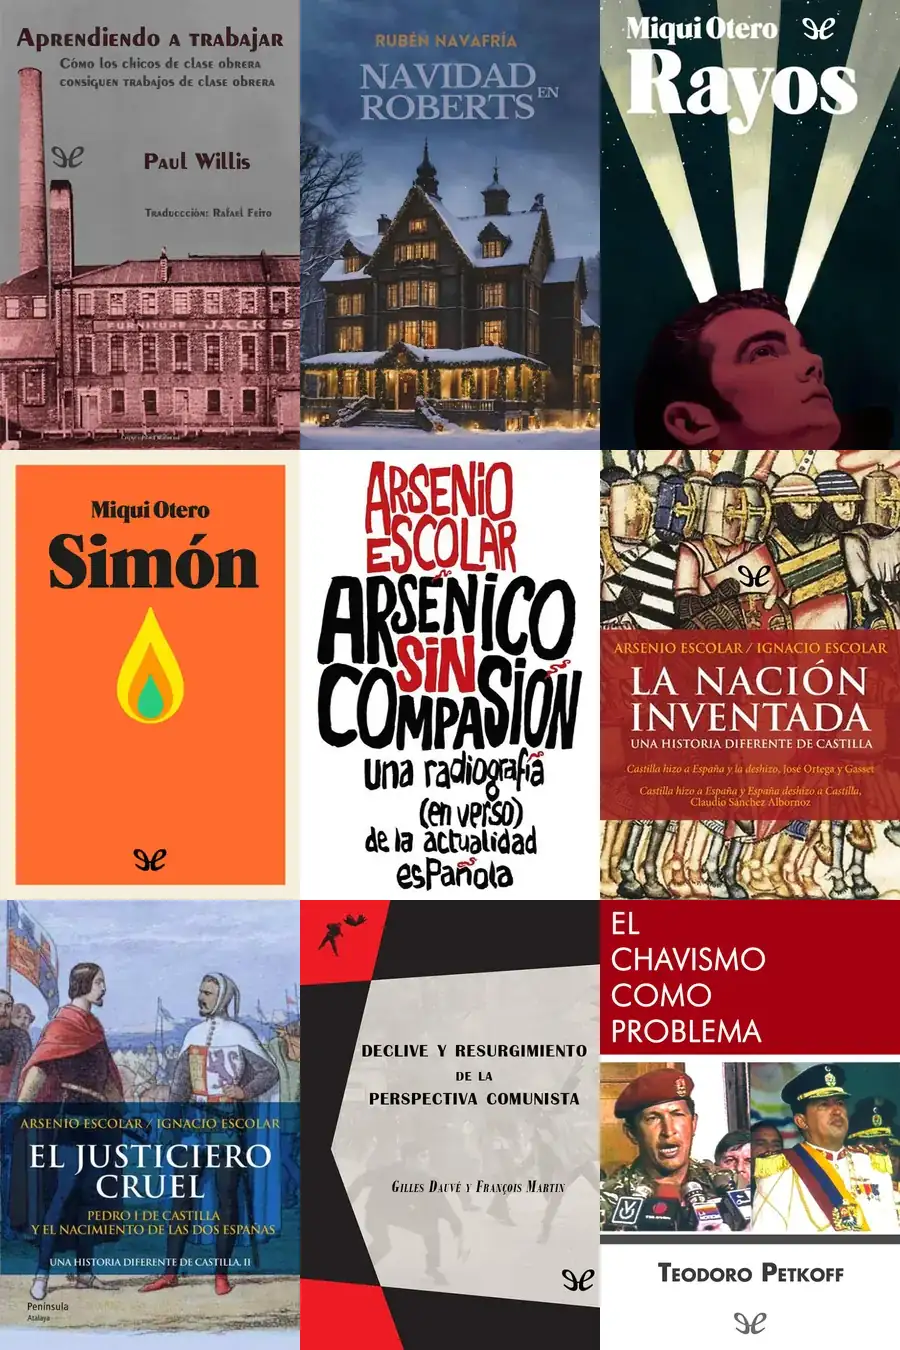 Aprendiendo a trabajar
Cómo los chicos de clase obrera
consiguen trabajos de clase obrera
Paul Willis
Traduccción: Rafael Feito
FURNITURE JACKS
RUBÉN NAVAFRÍA
NAVIDAD
EN
ROBERTS
Miqui Otero
Rayos
Miqui Otero
Simón
ARSENIO
ESCOLAR
ARSÉNICO
SIN
COMPASIÓN
una radiografía
(en verso)
de la actualidad
española
ARSENIO ESCOLAR / IGNACIO ESCOLAR
LA NACIÓN
INVENTADA
UNA HISTORIA DIFERENTE DE CASTILLA
Castilla hizo a España y la deshizo, José Ortega y Gasset
Castilla hizo a España y España deshizo a Castilla,
Claudio Sánchez Albornoz
ARSENIO ESCOLAR / IGNACIO ESCOLAR
EL JUSTICIERO
CRUEL
PEDRO I DE CASTILLA
Y EL NACIMIENTO DE LAS DOS ESPAÑAS
UNA HISTORIA DIFERENTE DE CASTILLA, II
Península
Atalaya
DECLIVE Y RESURGIMIENTO
DE LA
PERSPECTIVA COMUNISTA
Gilles Dauvé y François Martin
EL
CHAVISMO
COMO
PROBLEMA
Teodoro Petkoff